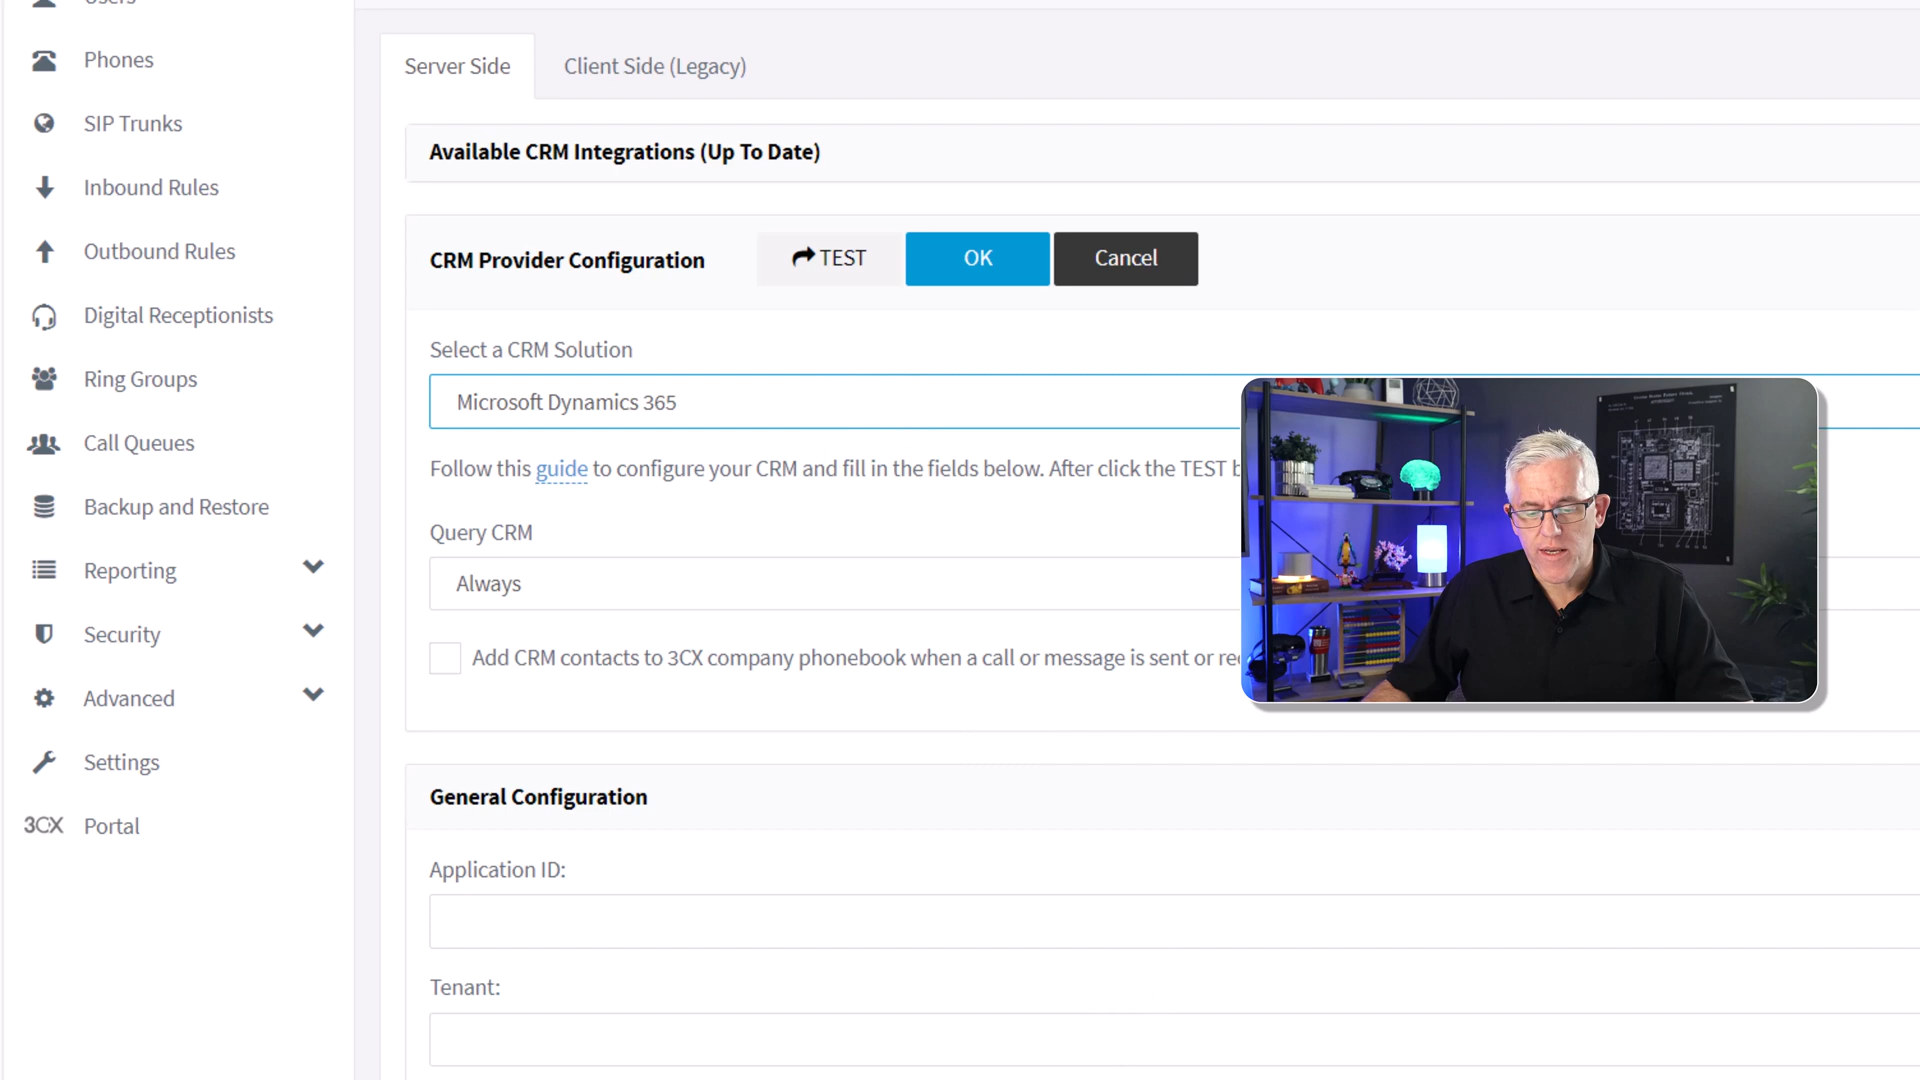 Users
Phones
SIP Trunks
Inbound Rules
Outbound Rules
Digital Receptionists
Ring Groups
Call Queues
Backup and Restore
Reporting
Security
Advanced
Settings
3CX Portal
Server Side
Client Side (Legacy)
Available CRM Integrations (Up To Date)
CRM Provider Configuration
TEST
OK
Cancel
Select a CRM Solution
Microsoft Dynamics 365
Follow this guide to configure your CRM and fill in the fields below. After click the TEST
Query CRM
Always
Add CRM contacts to 3CX company phonebook when a call or message is sent or
General Configuration
Application ID:
Tenant: